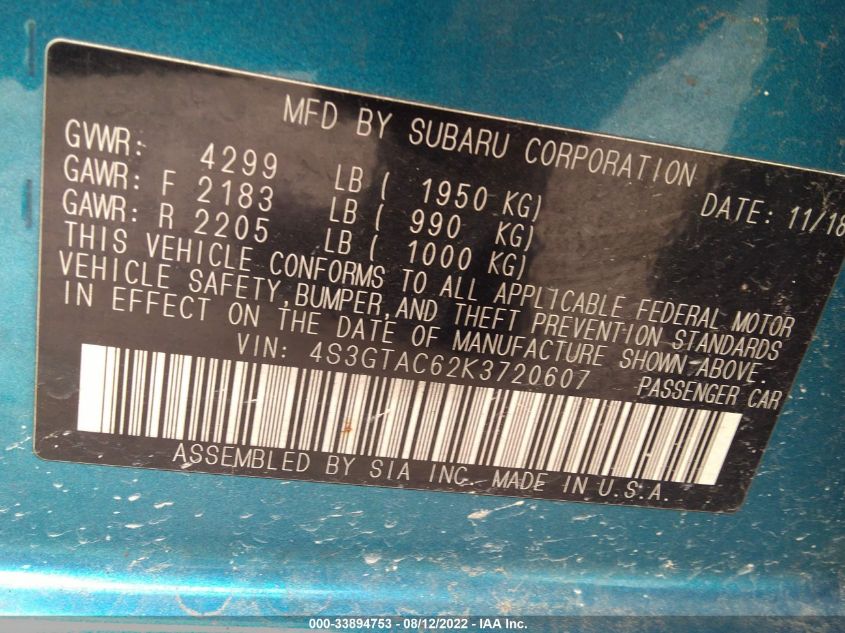 MFD BY SUBARU CORPORATION
GVWR: 4299 LB ( 1950 KG) DATE: 11/18
GAWR: F 2183 LB ( 990 KG)
GAWR: R 2205 LB ( 1000 KG)
THIS VEHICLE CONFORMS TO ALL APPLICABLE FEDERAL MOTOR
VEHICLE SAFETY, BUMPER, AND THEFT PREVENTION STANDARDS
IN EFFECT ON THE DATE OF MANUFACTURE SHOWN ABOVE.
VIN: 4S3GTAC62K3720607 PASSENGER CAR
ASSEMBLED BY SIA INC. MADE IN U.S.A.
000-33894753 - 08/12/2022 - IAA Inc.